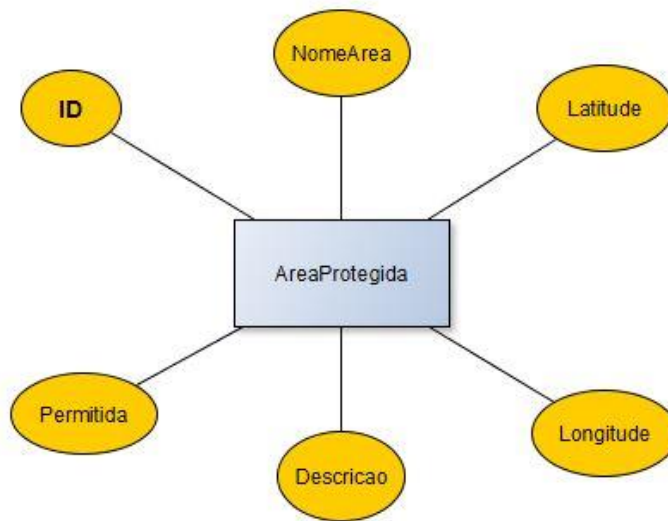 NomeArea
ID
Latitude
AreaProtegida
Permitida
Descricao
Longitude